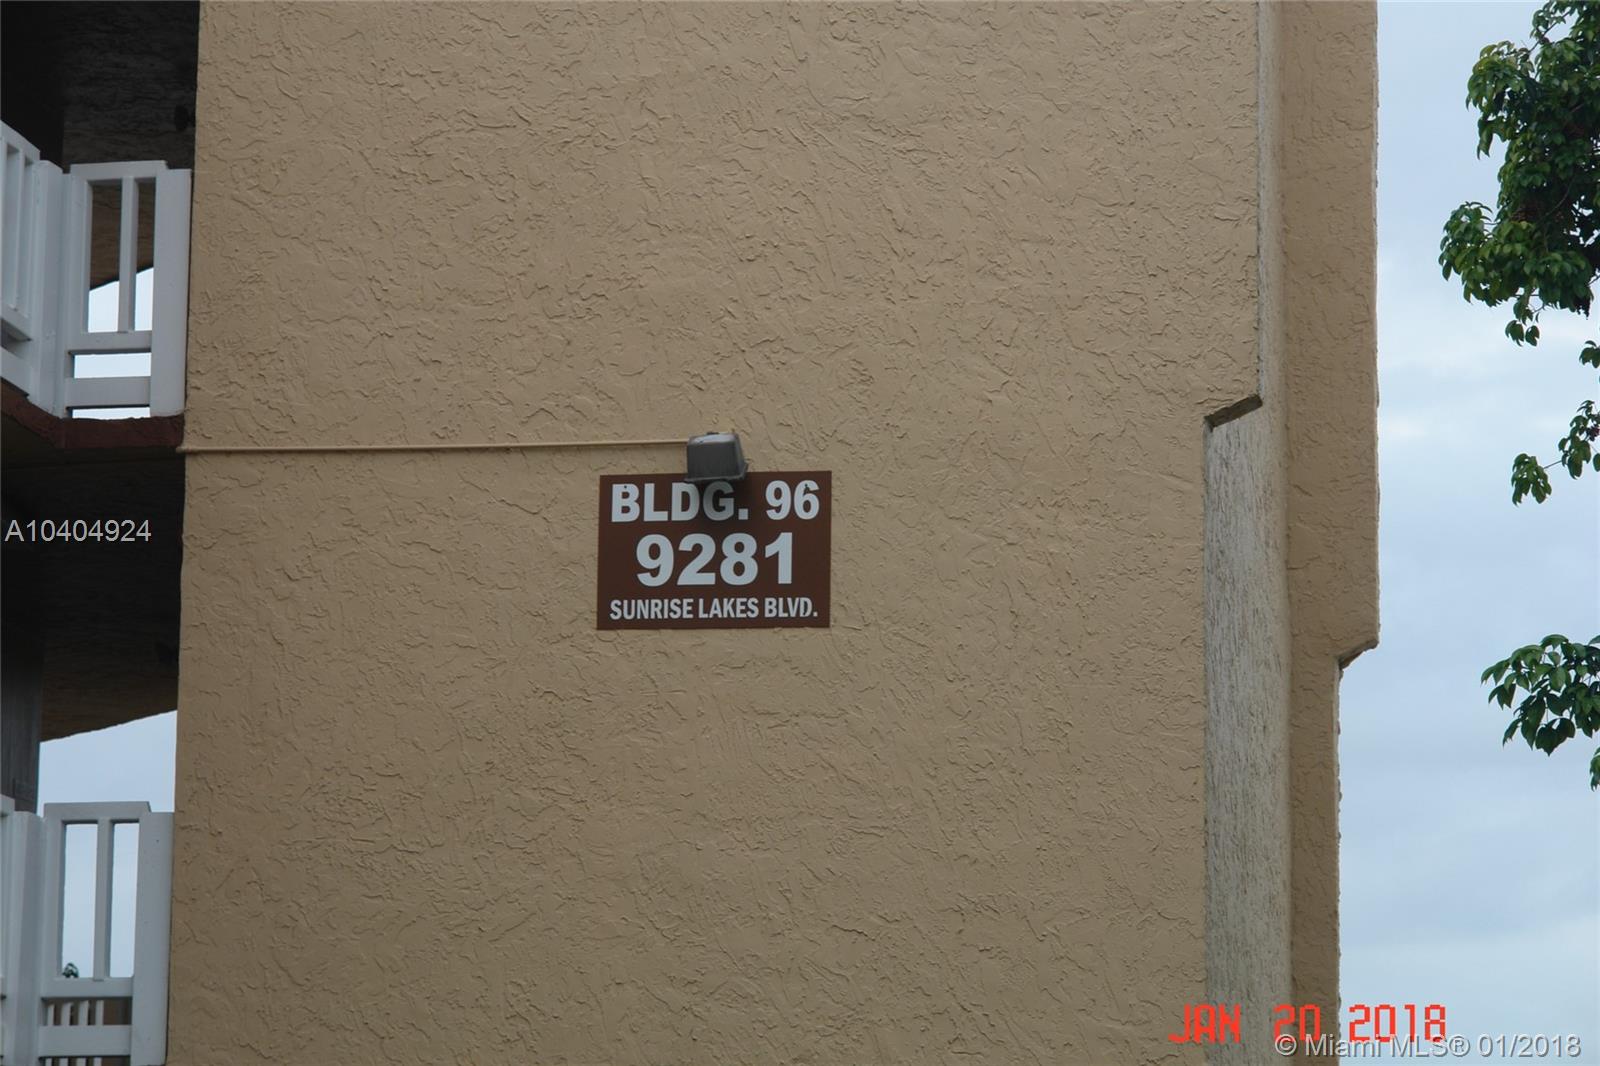 A10404924
BLDG. 96
9281
SUNRISE LAKES BLVD.
JAN 20 2018
© Miami MLS® 01/2018